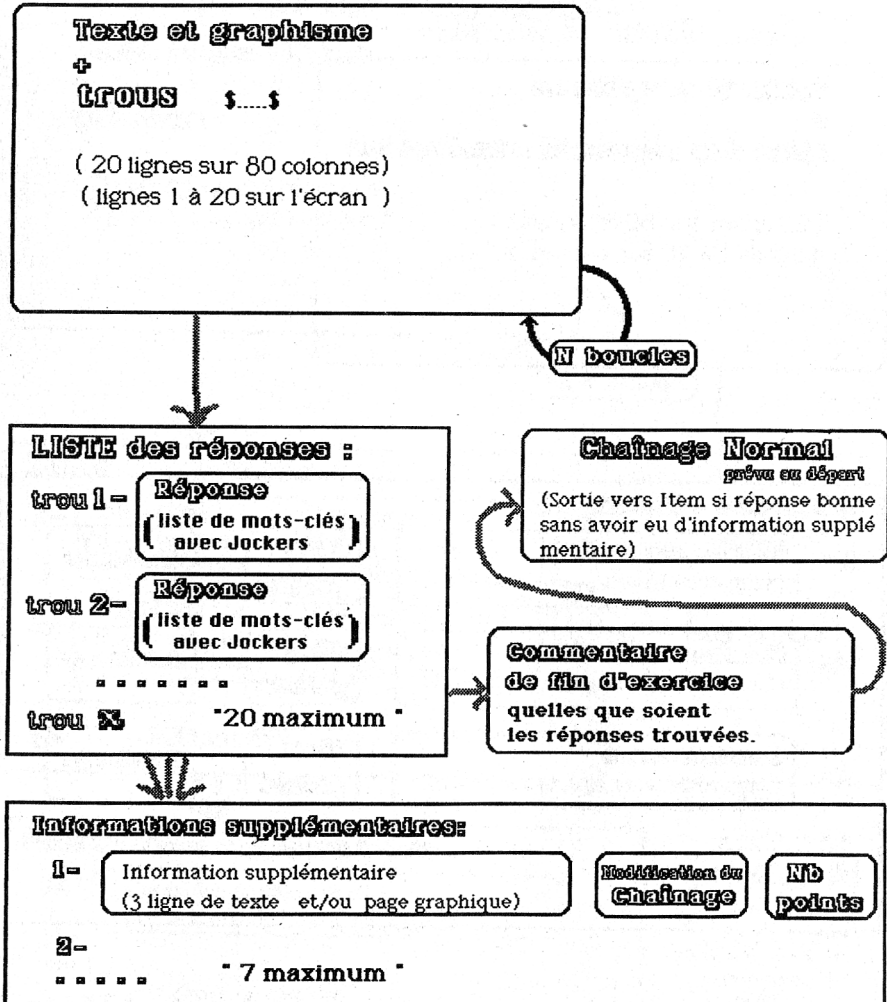 Texte et graphisme
+
trous $.....$
( 20 lignes sur 80 colonnes)
( lignes 1 à 20 sur l'écran )
N boucles
LISTE des réponses :
trou 1 - Réponse
(liste de mots-clés
avec Jockers)
trou 2- Réponse
(liste de mots-clés
avec Jockers)
.......
trou X "20 maximum "
Chaînage Normal
prévu au départ
(Sortie vers Item si réponse bonne
sans avoir eu d'information supplé
mentaire)
Commentaire
de fin d'exercice
quelles que soient
les réponses trouvées.
Informations supplémentaires:
1- Information supplémentaire
(3 ligne de texte et/ou page graphique)
Modification du
Chaînage
Nb
points
2-
..... " 7 maximum "